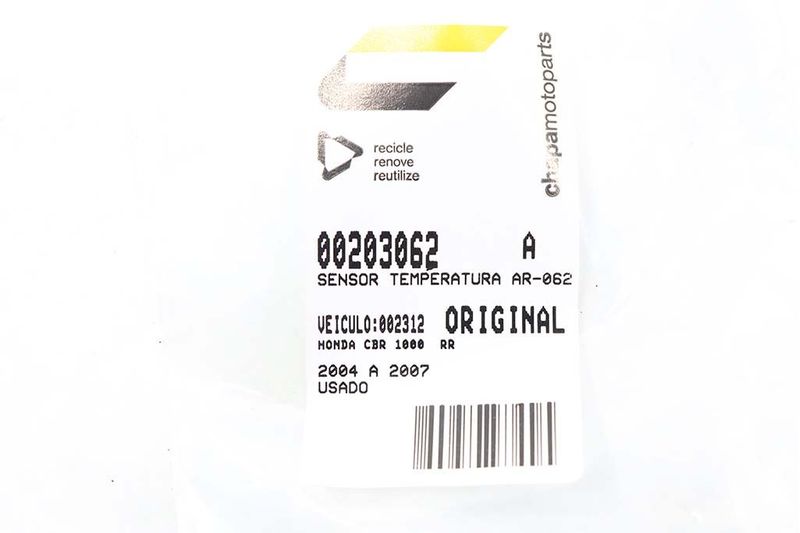 chapamotoparts
recicle
renove
reutilize
00203062 A
SENSOR TEMPERATURA AR-062
VEICULO:002312 ORIGINAL
HONDA CBR 1000 RR
2004 A 2007
USADO